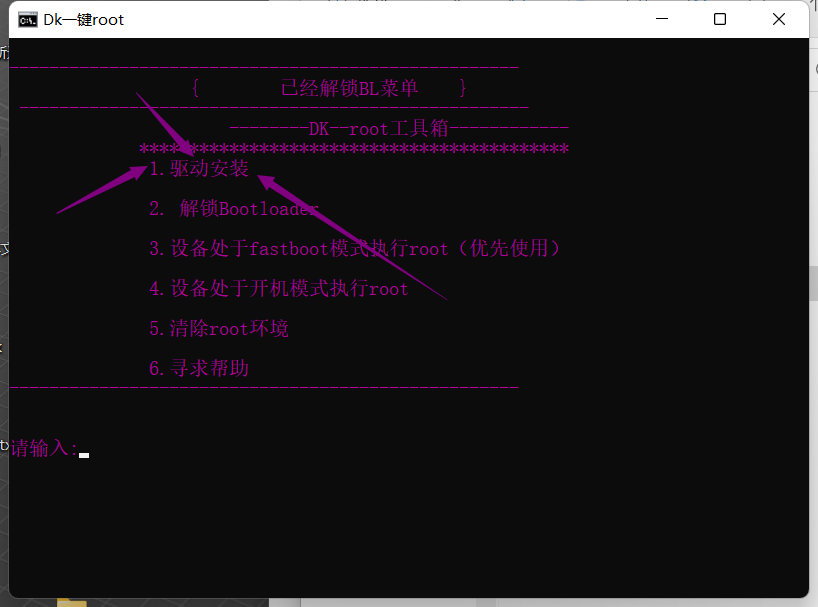 Dk一键root
{ 已经解锁BL菜单 }
--------DK--root工具箱------------
*******************************************
1.驱动安装
2. 解锁Bootloader
3.设备处于fastboot模式执行root（优先使用）
4.设备处于开机模式执行root
5.清除root环境
6.寻求帮助
请输入: